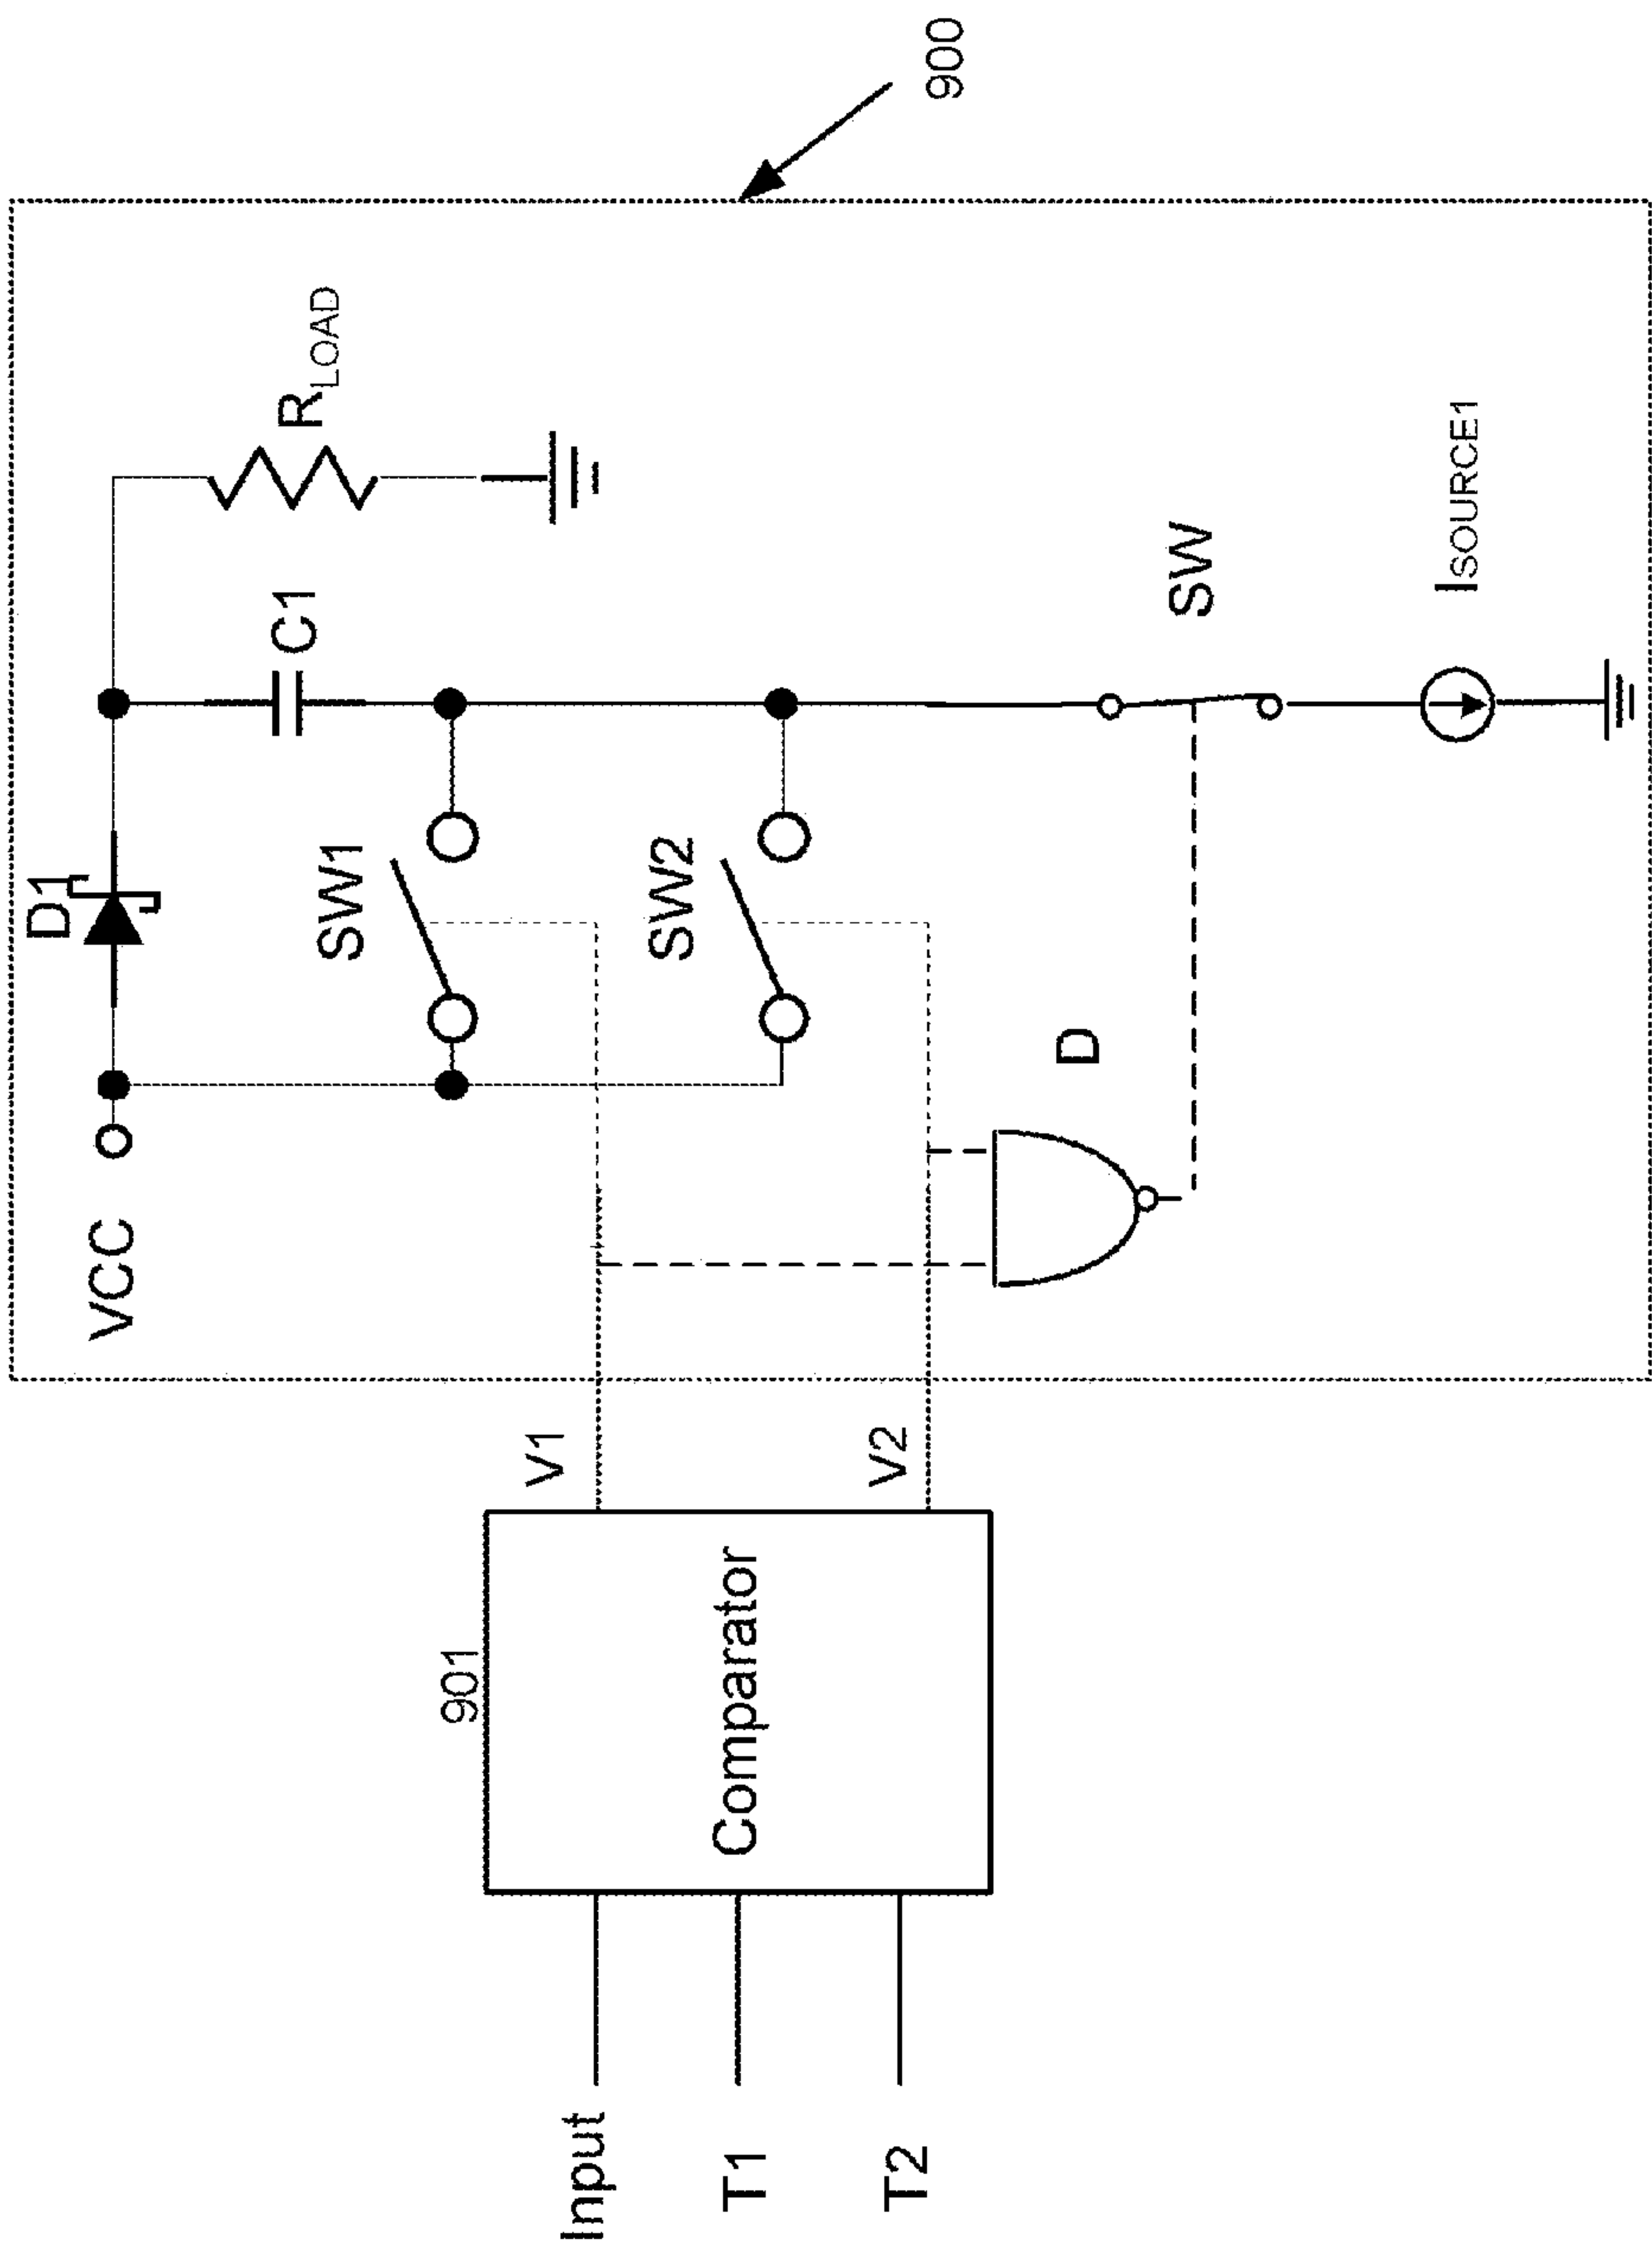 900
D1
VCC
C1
RLOAD
SW1
SW2
D
SW
ISOURCE1
V1
V2
901
Comparator
Input
T1
T2